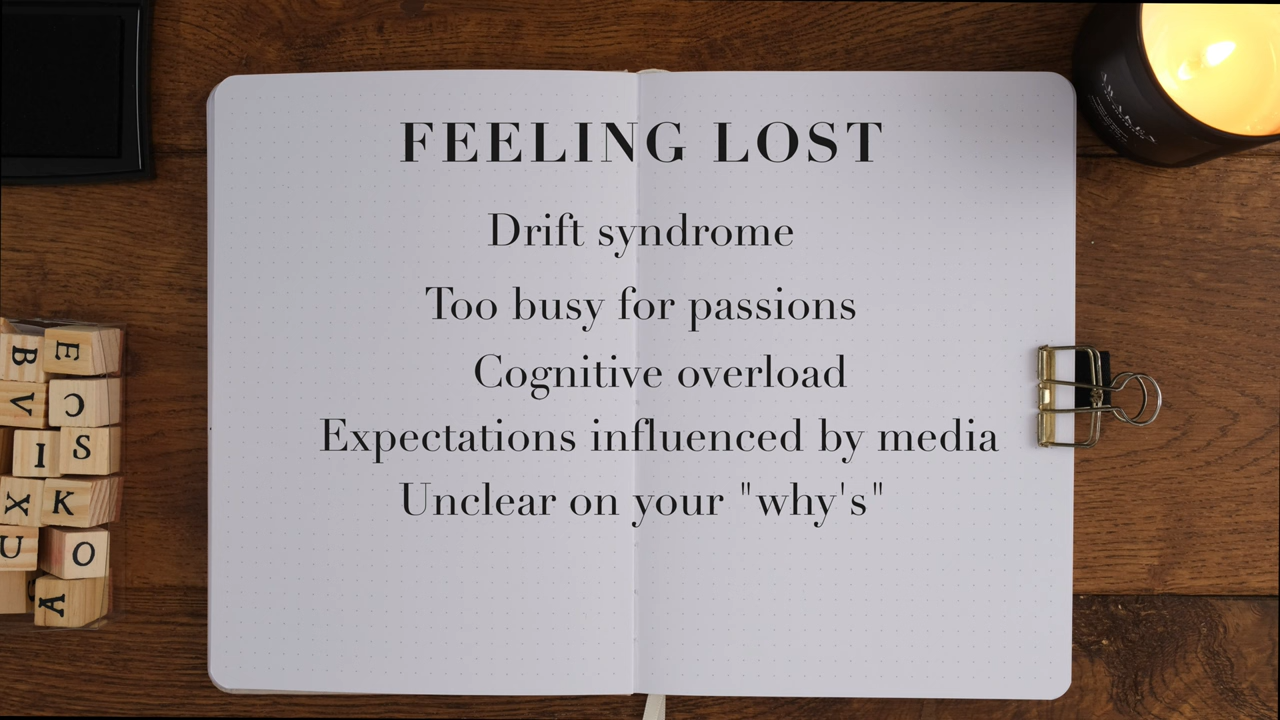 FEELING LOST
Drift syndrome
Too busy for passions
Cognitive overload
Expectations influenced by media
Unclear on your "why's"
B E
V C
I S
X K
U O
A